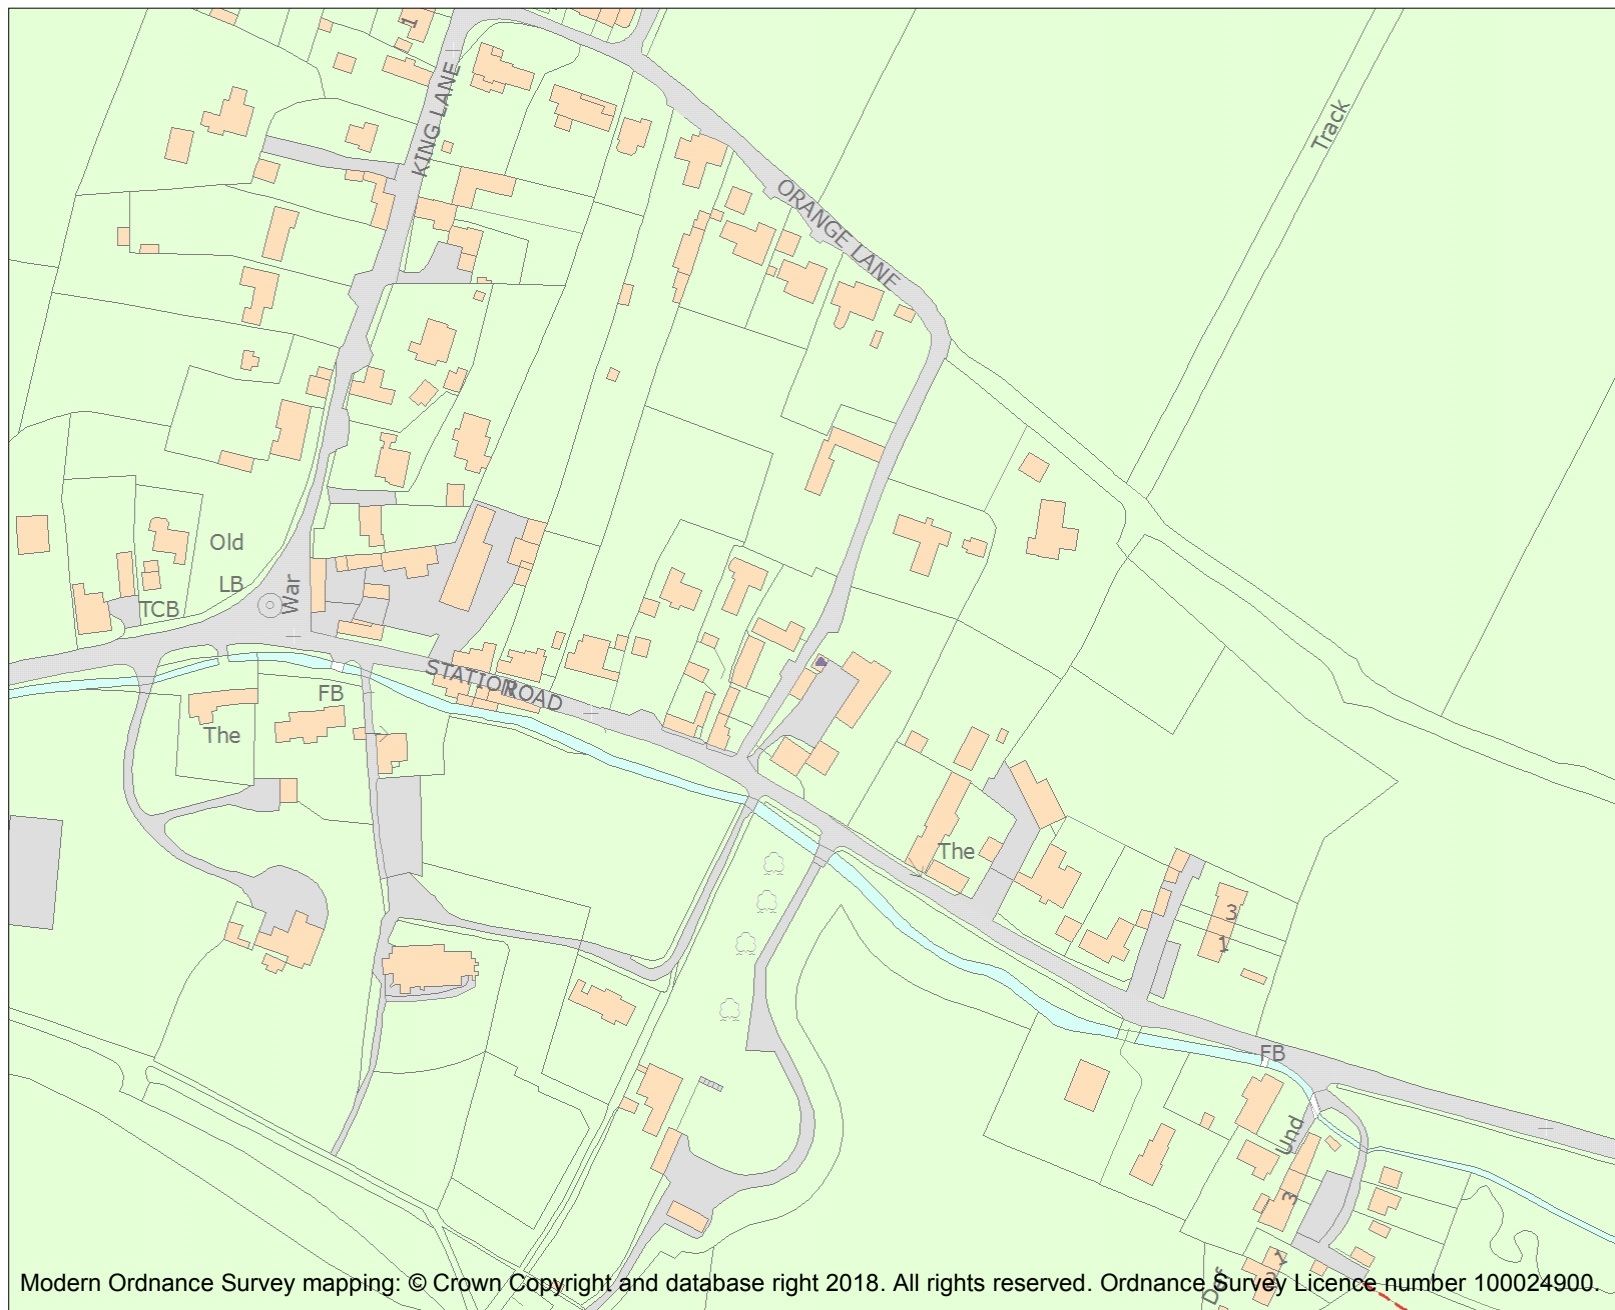 1
KING LANE
Track
ORANGE LANE
Old
LB
War
TCB
STATION ROAD
FB
The
The
3
1
FB
Und
3
1
Modern Ordnance Survey mapping: © Crown Copyright and database right 2018. All rights reserved. Ordnance Survey Licence number 100024900.